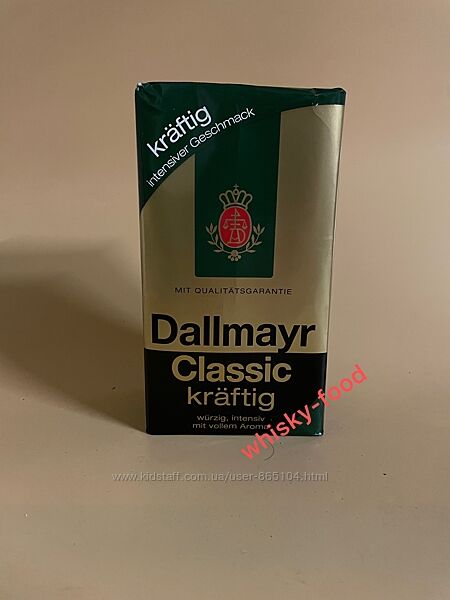 kräftig
intensiver Geschmack
MIT QUALITÄTSGARANTIE
Dallmayr
Classic
kräftig
würzig, intensiv
mit vollem Aroma
whisky-food
www.kidstaff.com.ua/user-865104.html